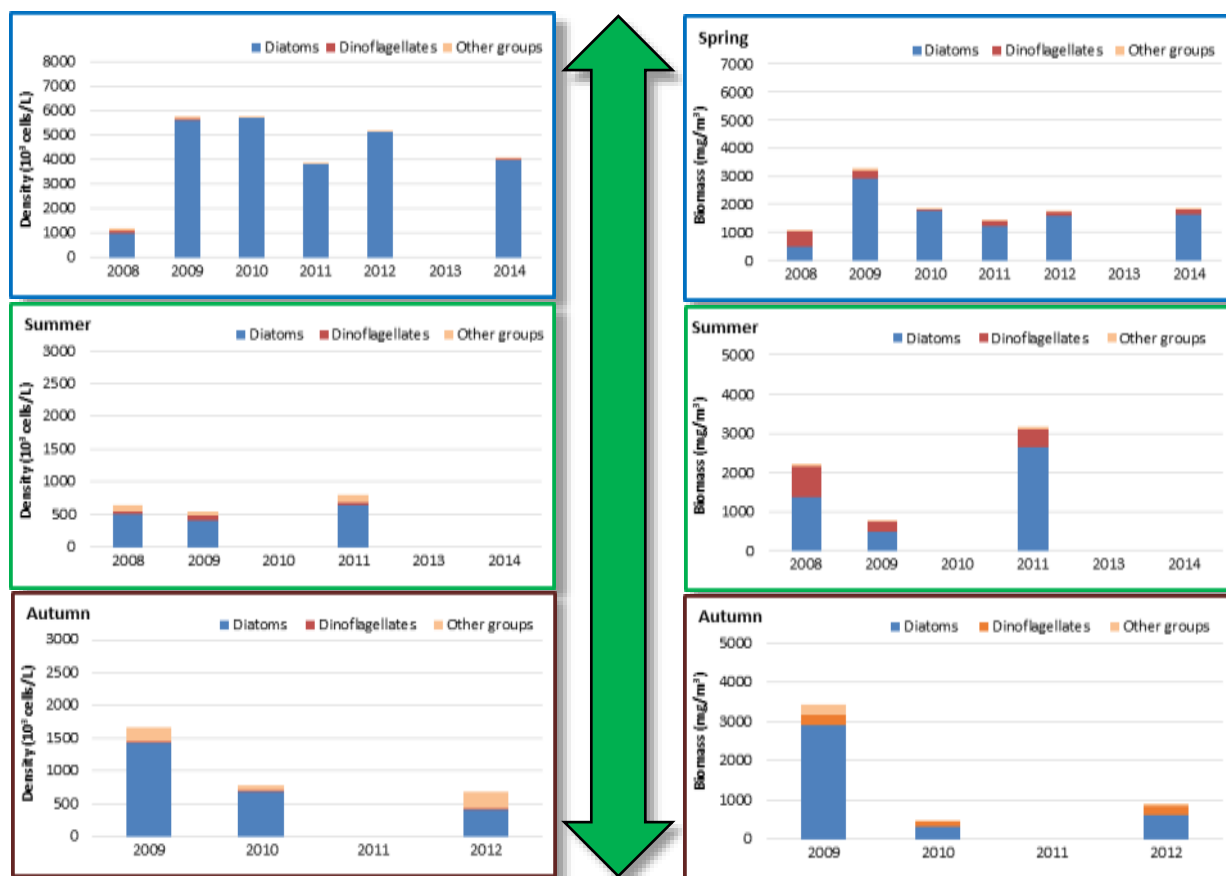 Diatoms Dinoflagellates Other groups
Density (10³ cells/L)
8000
7000
6000
5000
4000
3000
2000
1000
0
2008 2009 2010 2011 2012 2013 2014
Spring
Diatoms Dinoflagellates Other groups
Biomass (mg/m³)
7000
6000
5000
4000
3000
2000
1000
0
2008 2009 2010 2011 2012 2013 2014
Summer
Diatoms Dinoflagellates Other groups
Density (10³ cells/L)
3000
2500
2000
1500
1000
500
0
2008 2009 2010 2011 2013 2014
Summer
Diatoms Dinoflagellates Other groups
Biomass (mg/m³)
5000
4000
3000
2000
1000
0
2008 2009 2010 2011 2013 2014
Autumn
Diatoms Dinoflagellates Other groups
Density (10³ cells/L)
3000
2500
2000
1500
1000
500
0
2009 2010 2011 2012
Autumn
Diatoms Dinoflagellates Other groups
Biomass (mg/m³)
5000
4000
3000
2000
1000
0
2009 2010 2011 2012